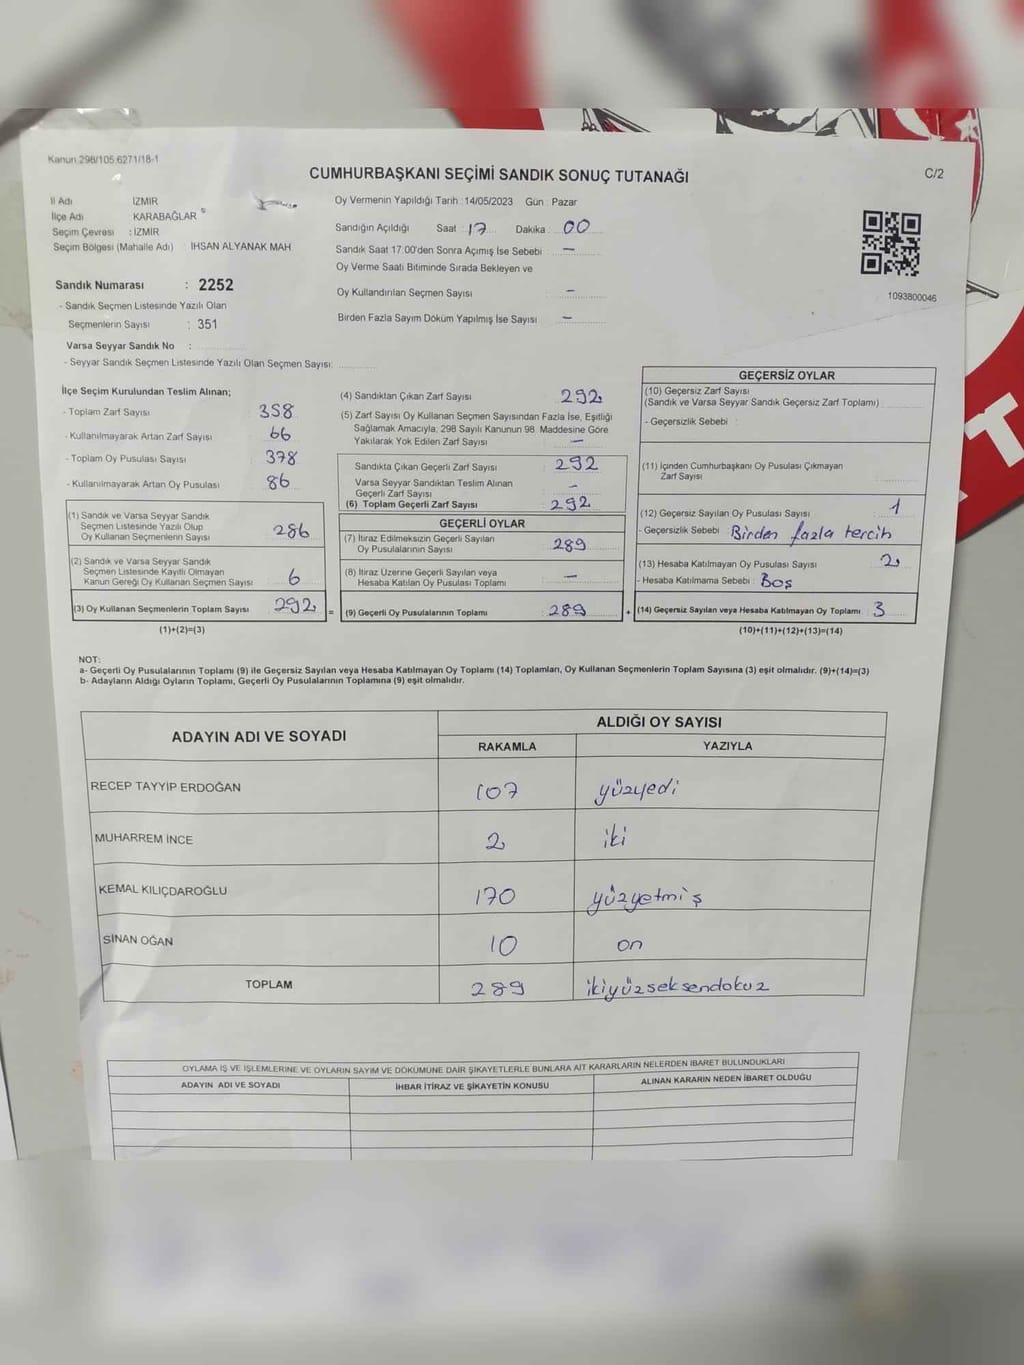 Kanun 298/105 6271/18-1
CUMHURBAŞKANI SEÇİMİ SANDIK SONUÇ TUTANAĞI
C/2
İl Adı İZMİR
İlçe Adı KARABAĞLAR
Seçim Çevresi : İZMİR
Seçim Bölgesi (Mahalle Adı) : İHSAN ALYANAK MAH
Sandık Numarası : 2252
- Sandık Seçmen Listesinde Yazılı Olan
Seçmenlerin Sayısı : 351
Varsa Seyyar Sandık No :
- Seyyar Sandık Seçmen Listesinde Yazılı Olan Seçmen Sayısı:
Oy Vermenin Yapıldığı Tarih : 14/05/2023 Gün : Pazar
Sandığın Açıldığı Saat : 17 Dakika : 00
Sandık Saat 17:00'den Sonra Açımış İse Sebebi : -
Oy Verme Saati Bitiminde Sırada Bekleyen ve
Oy Kullandırılan Seçmen Sayısı : -
Birden Fazla Sayım Döküm Yapılmış İse Sayısı : -
1093800046
İlçe Seçim Kurulundan Teslim Alınan;
- Toplam Zarf Sayısı : 358
- Kullanılmayarak Artan Zarf Sayısı : 66
- Toplam Oy Pusulası Sayısı : 378
- Kullanılmayarak Artan Oy Pusulası : 86
(1) Sandık ve Varsa Seyyar Sandık
Seçmen Listesinde Yazılı Olup
Oy Kullanan Seçmenlerin Sayısı : 286
(2) Sandık ve Varsa Seyyar Sandık
Seçmen Listesinde Kayıtlı Olmayan
Kanun Gereği Oy Kullanan Seçmen Sayısı : 6
(3) Oy Kullanan Seçmenlerin Toplam Sayısı : 292 =
(1)+(2)=(3)
(4) Sandıktan Çıkan Zarf Sayısı : 292
(5) Zarf Sayısı Oy Kullanan Seçmen Sayısından Fazla İse, Eşitliği
Sağlamak Amacıyla, 298 Sayılı Kanunun 98. Maddesine Göre
Yakılarak Yok Edilen Zarf Sayısı : -
Sandıkta Çıkan Geçerli Zarf Sayısı : 292
Varsa Seyyar Sandıktan Teslim Alınan
Geçerli Zarf Sayısı : -
(6) Toplam Geçerli Zarf Sayısı : 292
GEÇERLİ OYLAR
(7) İtiraz Edilmeksizin Geçerli Sayılan
Oy Pusulalarının Sayısı : 289
(8) İtiraz Üzerine Geçerli Sayılan veya
Hesaba Katılan Oy Pusulası Toplamı : -
(9) Geçerli Oy Pusulalarının Toplamı : 289 +
GEÇERSİZ OYLAR
(10) Geçersiz Zarf Sayısı
(Sandık ve Varsa Seyyar Sandık Geçersiz Zarf Toplamı) :
- Geçersizlik Sebebi :
(11) İçinden Cumhurbaşkanı Oy Pusulası Çıkmayan
Zarf Sayısı :
(12) Geçersiz Sayılan Oy Pusulası Sayısı : 1
- Geçersizlik Sebebi : Birden fazla tercih
(13) Hesaba Katılmayan Oy Pusulası Sayısı : 2
- Hesaba Katılmama Sebebi : Boş
(14) Geçersiz Sayılan veya Hesaba Katılmayan Oy Toplamı : 3
(10)+(11)+(12)+(13)=(14)
NOT:
a- Geçerli Oy Pusulalarının Toplamı (9) ile Geçersiz Sayılan veya Hesaba Katılmayan Oy Toplamı (14) Toplamları, Oy Kullanan Seçmenlerin Toplam Sayısına (3) eşit olmalıdır. (9)+(14)=(3)
b- Adayların Aldığı Oyların Toplamı, Geçerli Oy Pusulalarının Toplamına (9) eşit olmalıdır.
ADAYIN ADI VE SOYADI
ALDIĞI OY SAYISI
RAKAMLA YAZIYLA
RECEP TAYYİP ERDOĞAN 107 yüzyedi
MUHARREM İNCE 2 iki
KEMAL KILIÇDAROĞLU 170 yüzyetmiş
SİNAN OĞAN 10 on
TOPLAM 289 ikiyüzseksendokuz
OYLAMA İŞ VE İŞLEMLERİNE VE OYLARIN SAYIM VE DÖKÜMÜNE DAİR ŞİKAYETLERLE BUNLARA AİT KARARLARIN NELERDEN İBARET BULUNDUKLARI
ADAYIN ADI VE SOYADI İHBAR İTİRAZ VE ŞİKAYETİN KONUSU ALINAN KARARIN NEDEN İBARET OLDUĞU